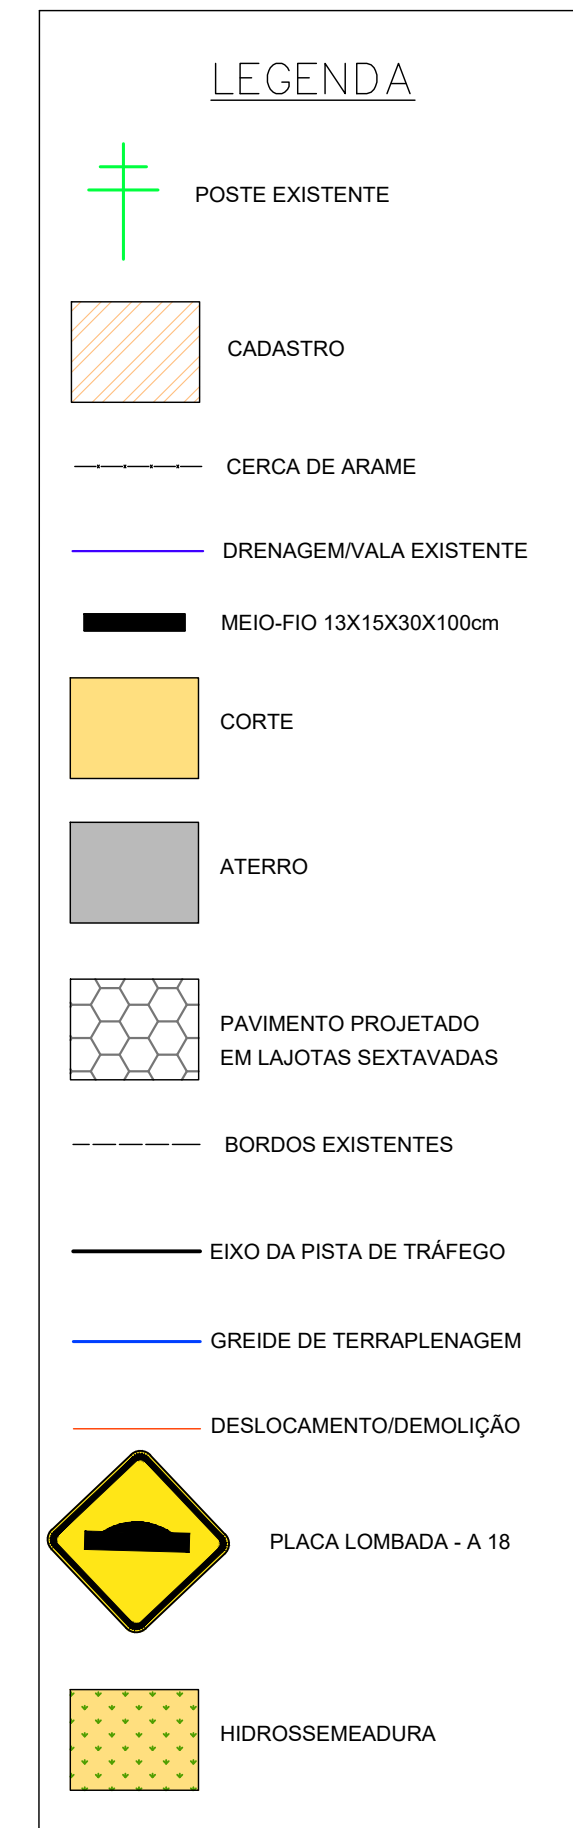 LEGENDA
POSTE EXISTENTE
CADASTRO
CERCA DE ARAME
DRENAGEM/VALA EXISTENTE
MEIO-FIO 13X15X30X100cm
CORTE
ATERRO
PAVIMENTO PROJETADO
EM LAJOTAS SEXTAVADAS
BORDOS EXISTENTES
EIXO DA PISTA DE TRÁFEGO
GREIDE DE TERRAPLENAGEM
DESLOCAMENTO/DEMOLIÇÃO
PLACA LOMBADA - A 18
HIDROSSEMEADURA